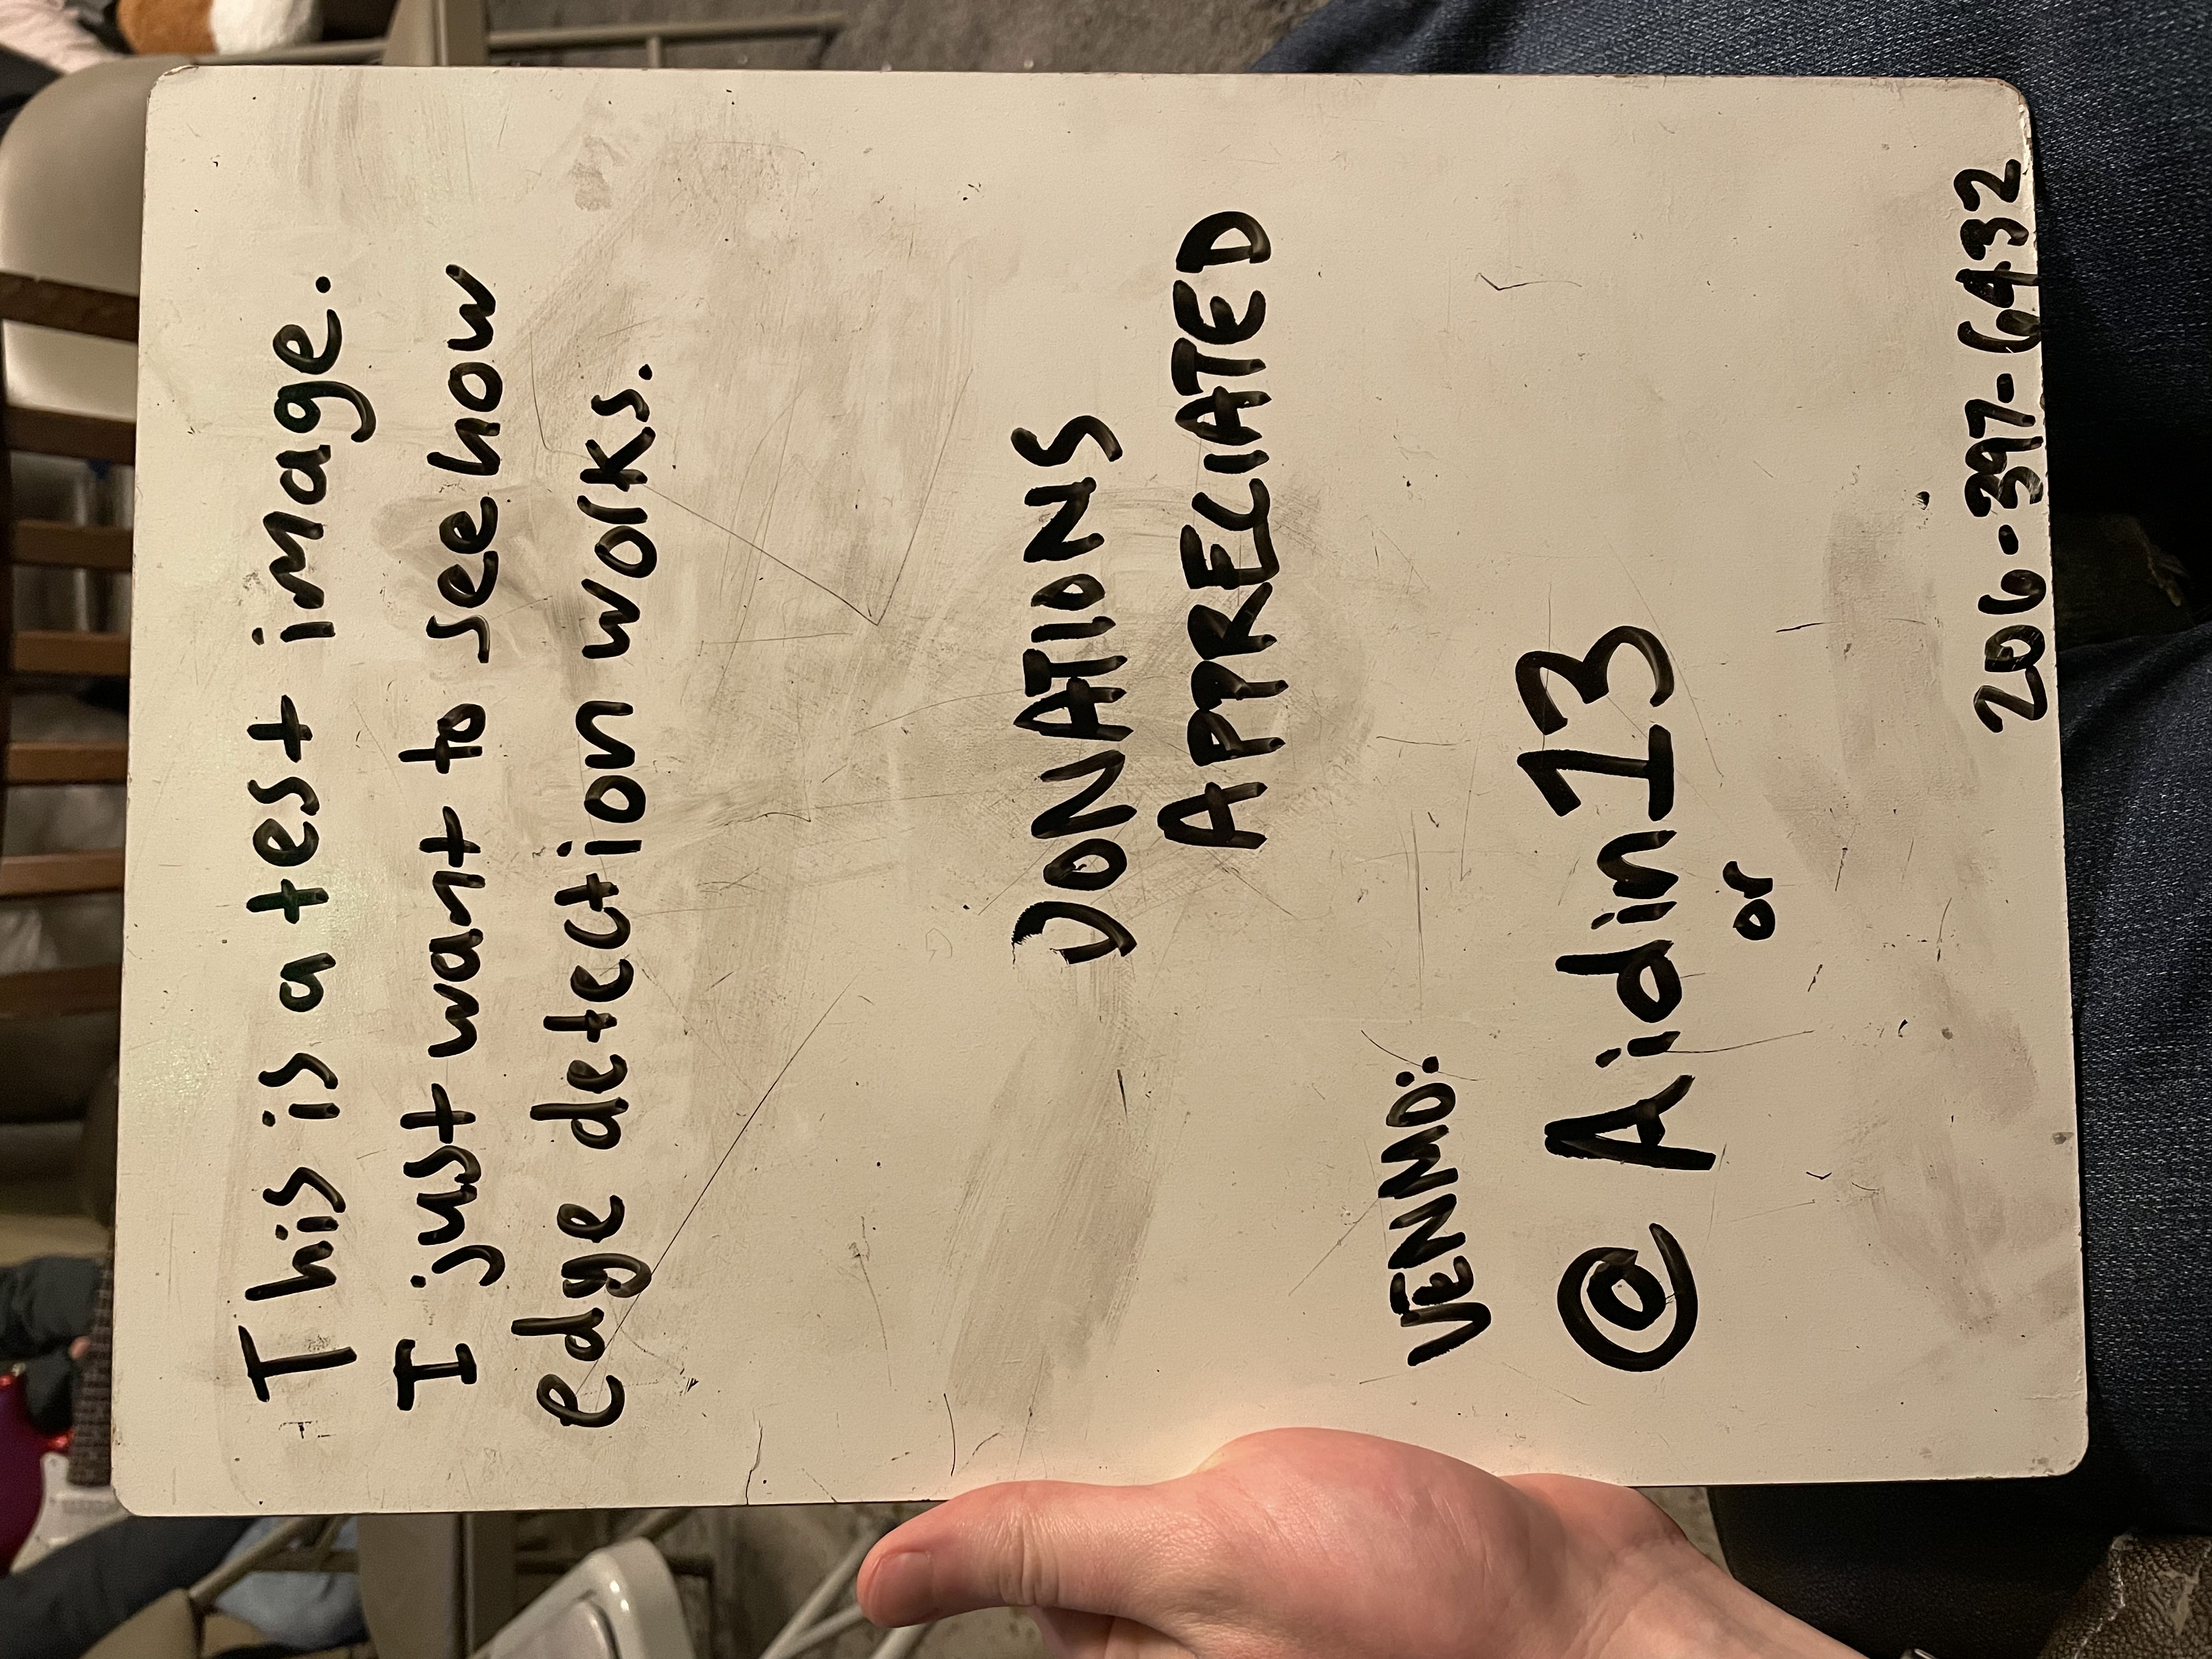 This is a test image.
I just want to see how
edge detection works.
DONATIONS
APPRECIATED
VENMO:
@Aidin13
or
206-397-6432